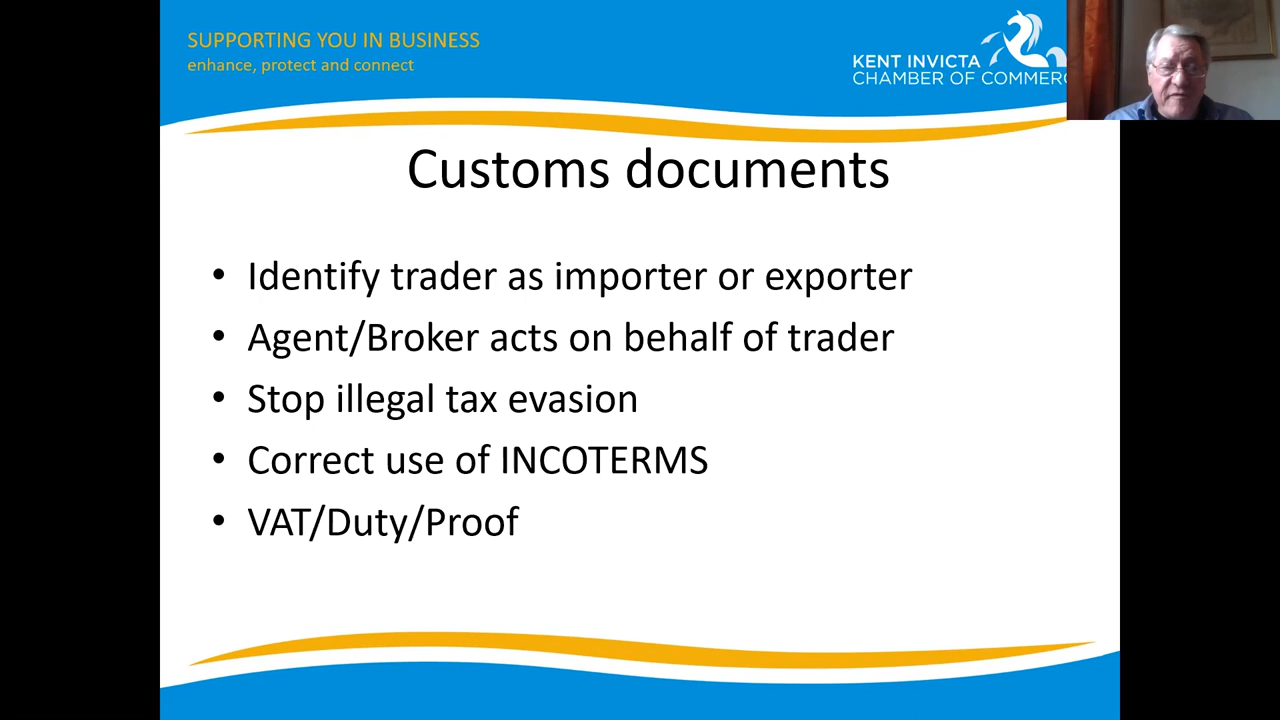 SUPPORTING YOU IN BUSINESS
enhance, protect and connect
KENT INVICTA
CHAMBER OF COMMERC
Customs documents
• Identify trader as importer or exporter
• Agent/Broker acts on behalf of trader
• Stop illegal tax evasion
• Correct use of INCOTERMS
• VAT/Duty/Proof